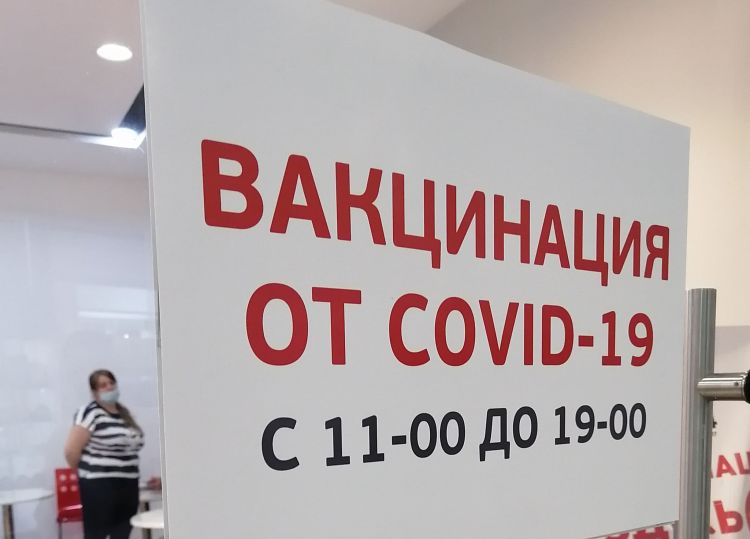 ВАКЦИНАЦИЯ
ОТ COVID-19
С 11-00 ДО 19-00